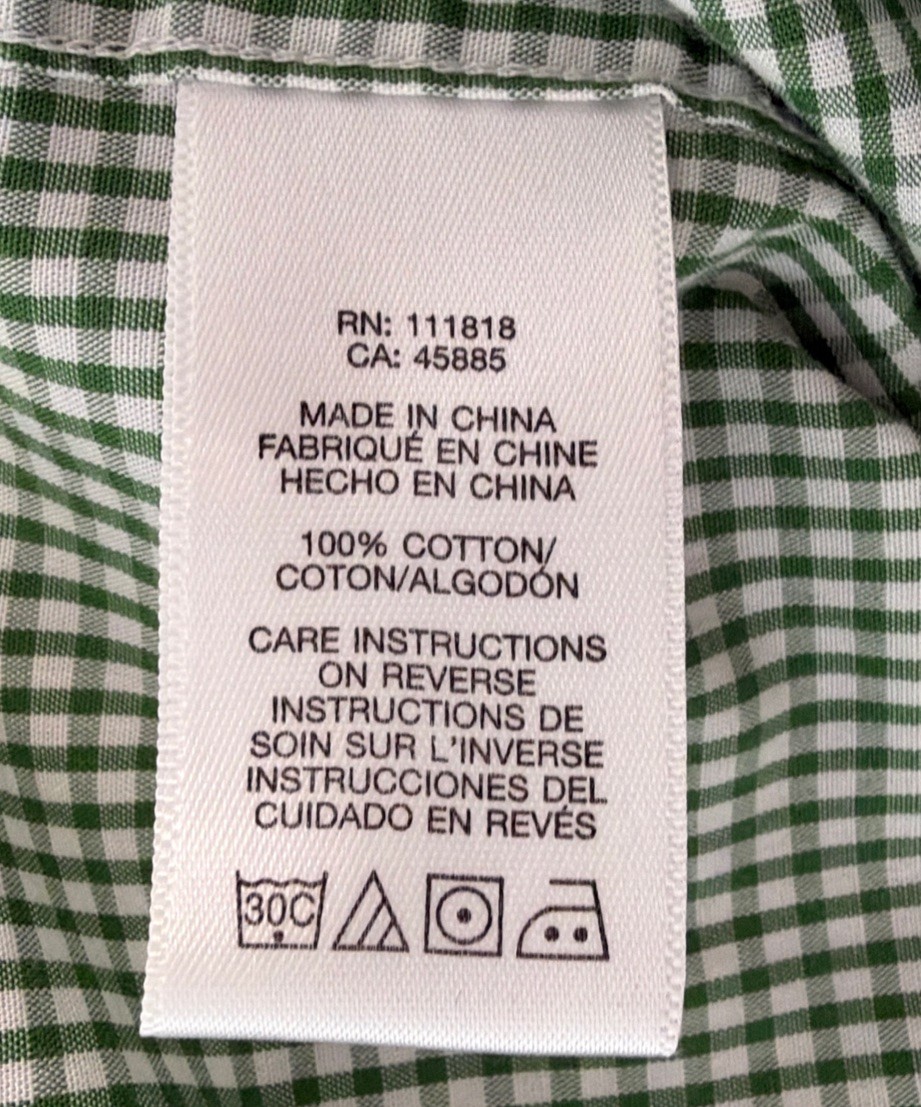 RN: 111818
CA: 45885
MADE IN CHINA
FABRIQUÉ EN CHINE
HECHO EN CHINA
100% COTTON/
COTON/ALGODÓN
CARE INSTRUCTIONS
ON REVERSE
INSTRUCTIONS DE
SOIN SUR L'INVERSE
INSTRUCCIONES DEL
CUIDADO EN REVÉS
30C